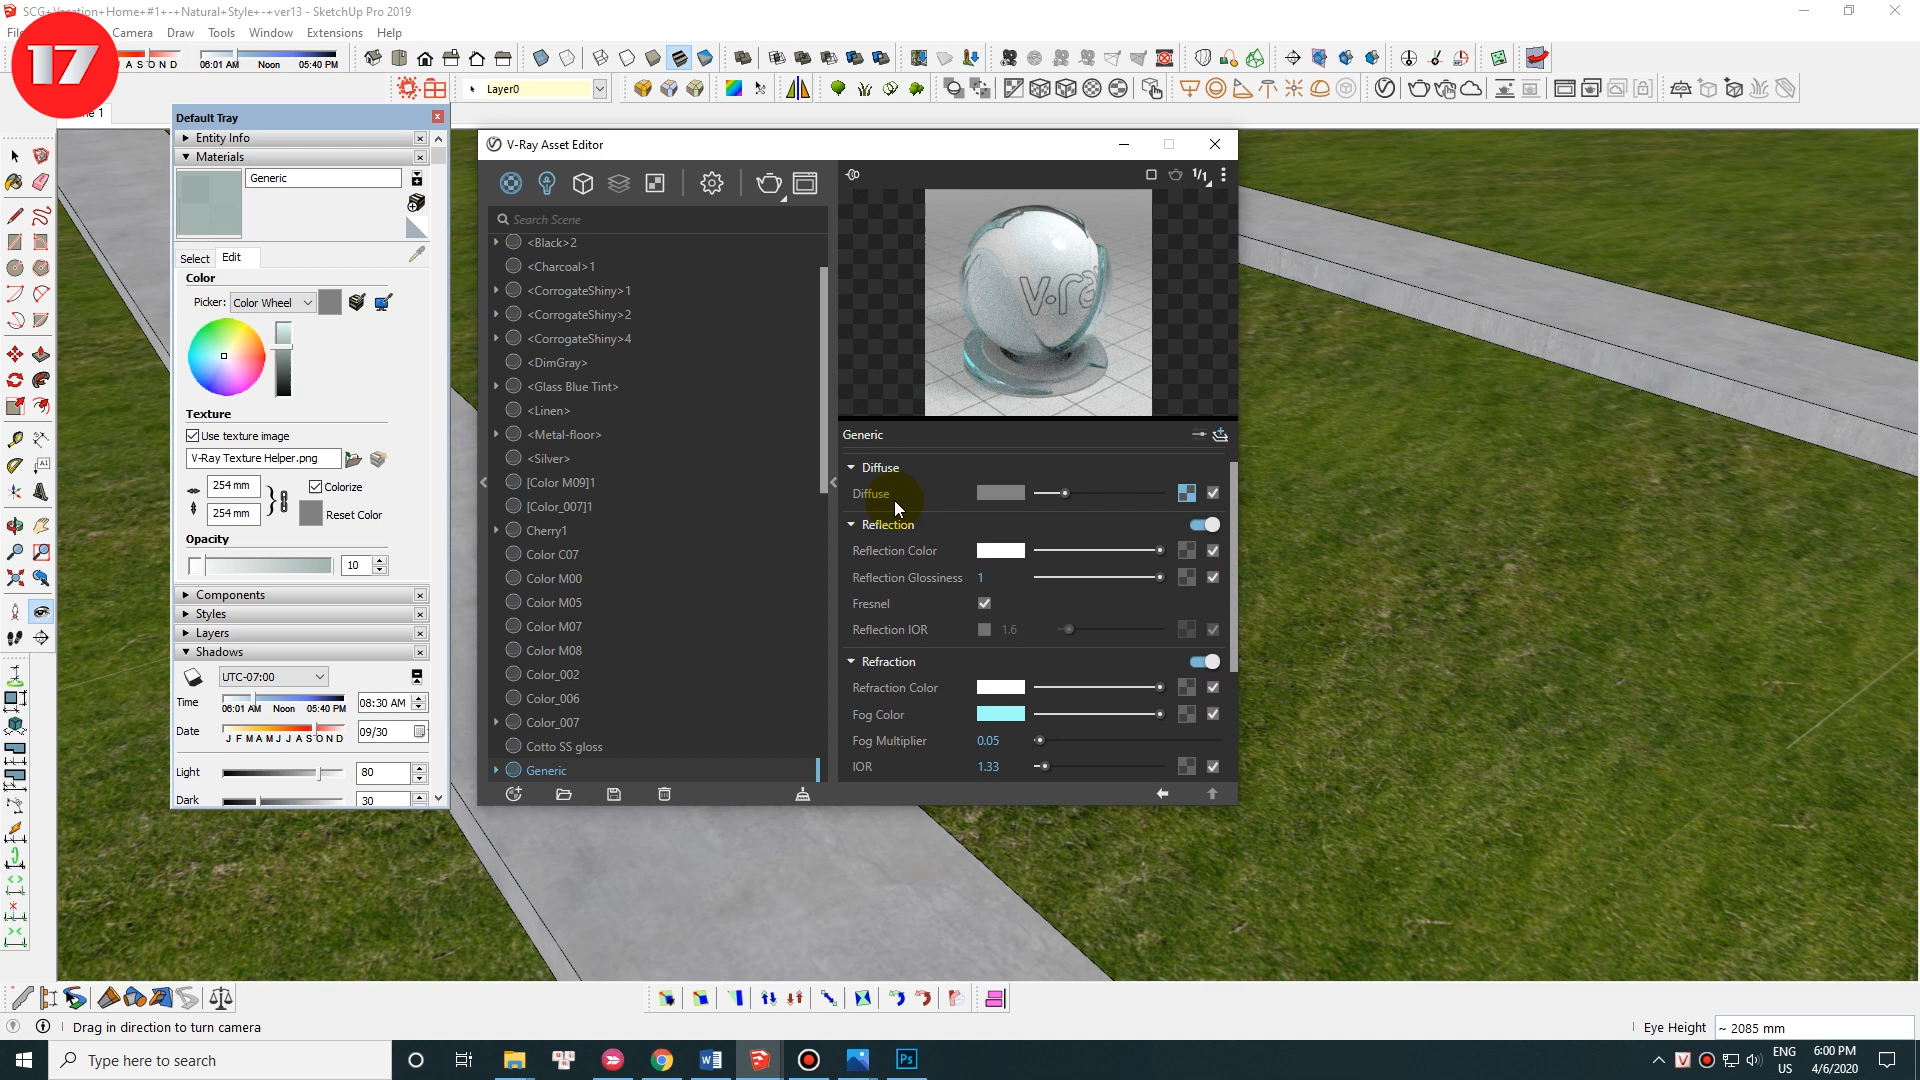 SCG+Vacation+Home+#1+-+Natural+Style+-+ver13 - SketchUp Pro 2019
17
Camera Draw Tools Window Extensions Help
A S O N D
06:01 AM Noon 05:40 PM
Layer0
Default Tray
Entity Info
Materials
Generic
Select Edit
Color
Picker: Color Wheel
Texture
Use texture image
V-Ray Texture Helper.png
254 mm
Colorize
254 mm
Reset Color
Opacity
10
Components
Styles
Layers
Shadows
UTC-07:00
Time
06:01 AM Noon 05:40 PM
08:30 AM
Date
J F M A M J J A S O N D
09/30
Light
80
Dark
30
V-Ray Asset Editor
Search Scene
<Black>2
<Charcoal>1
<CorrogateShiny>1
<CorrogateShiny>2
<CorrogateShiny>4
<DimGray>
<Glass Blue Tint>
<Linen>
<Metal-floor>
<Silver>
[Color M09]1
[Color_007]1
Cherry1
Color C07
Color M00
Color M05
Color M07
Color M08
Color_002
Color_006
Color_007
Cotto SS gloss
Generic
1/1
v-ra
Generic
Diffuse
Diffuse
Reflection
Reflection Color
Reflection Glossiness 1
Fresnel
Reflection IOR 1.6
Refraction
Refraction Color
Fog Color
Fog Multiplier 0.05
IOR 1.33
Drag in direction to turn camera
Eye Height ~ 2085 mm
Type here to search
Ps
ENG
US
6:00 PM
4/6/2020